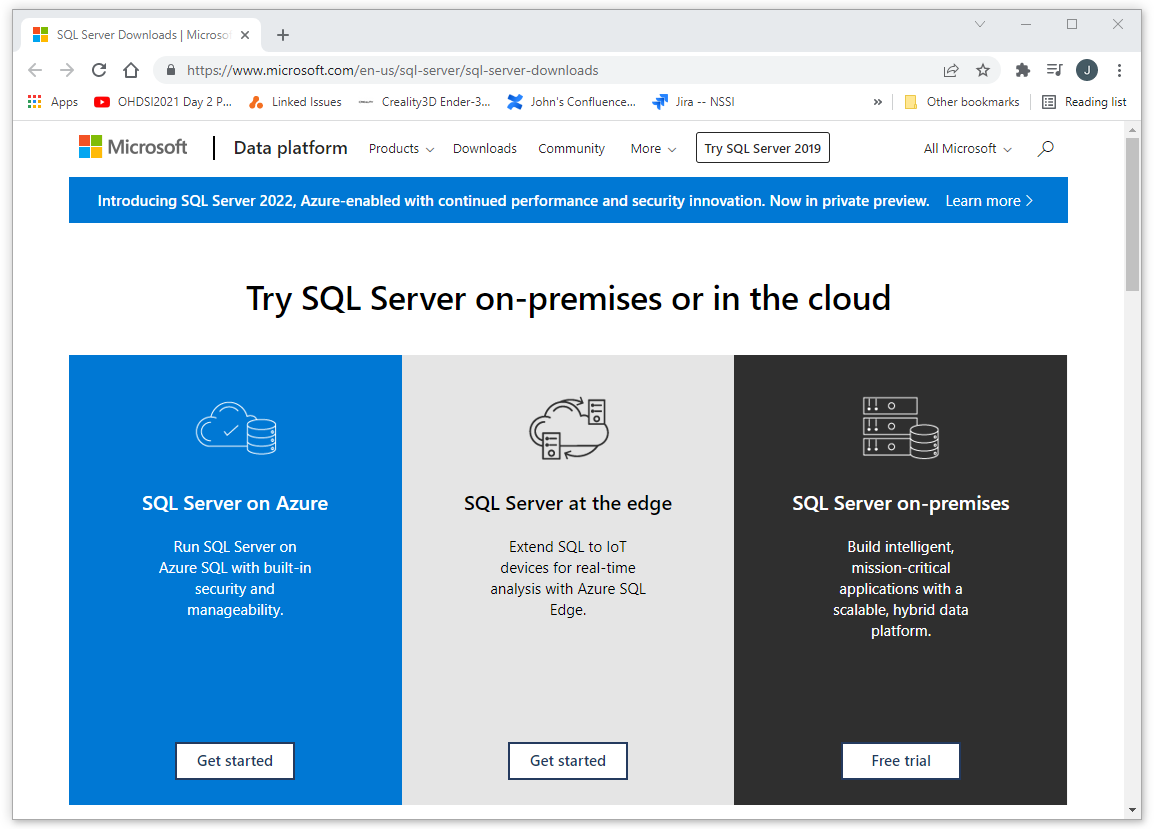 SQL Server Downloads | Microso
https://www.microsoft.com/en-us/sql-server/sql-server-downloads
J
Apps OHDSI2021 Day 2 P... Linked Issues Creality3D Ender-3... John's Confluence... Jira -- NSSI » Other bookmarks Reading list
Microsoft Data platform Products Downloads Community More Try SQL Server 2019 All Microsoft
Introducing SQL Server 2022, Azure-enabled with continued performance and security innovation. Now in private preview. Learn more
Try SQL Server on-premises or in the cloud
SQL Server on Azure
Run SQL Server on
Azure SQL with built-in
security and
manageability.
Get started
SQL Server at the edge
Extend SQL to IoT
devices for real-time
analysis with Azure SQL
Edge.
Get started
SQL Server on-premises
Build intelligent,
mission-critical
applications with a
scalable, hybrid data
platform.
Free trial